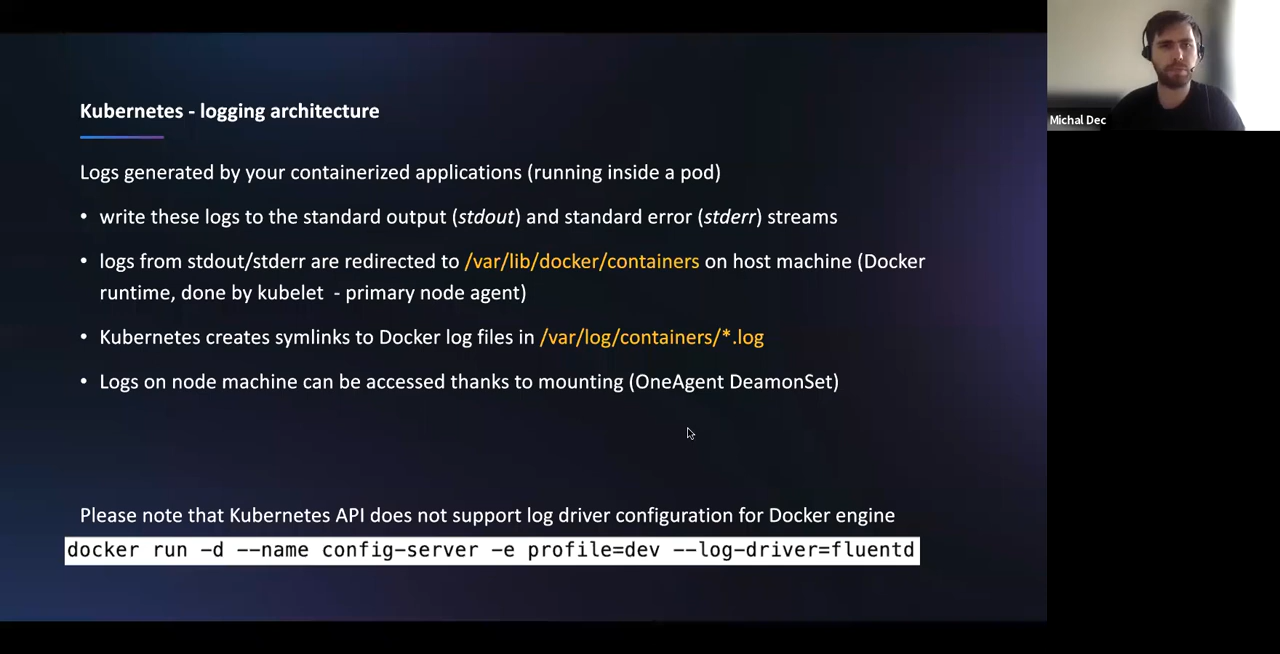 Kubernetes - logging architecture
Logs generated by your containerized applications (running inside a pod)
• write these logs to the standard output (stdout) and standard error (stderr) streams
• logs from stdout/stderr are redirected to /var/lib/docker/containers on host machine (Docker
runtime, done by kubelet - primary node agent)
• Kubernetes creates symlinks to Docker log files in /var/log/containers/*.log
• Logs on node machine can be accessed thanks to mounting (OneAgent DeamonSet)
Please note that Kubernetes API does not support log driver configuration for Docker engine
docker run -d --name config-server -e profile=dev --log-driver=fluentd
Michal Dec